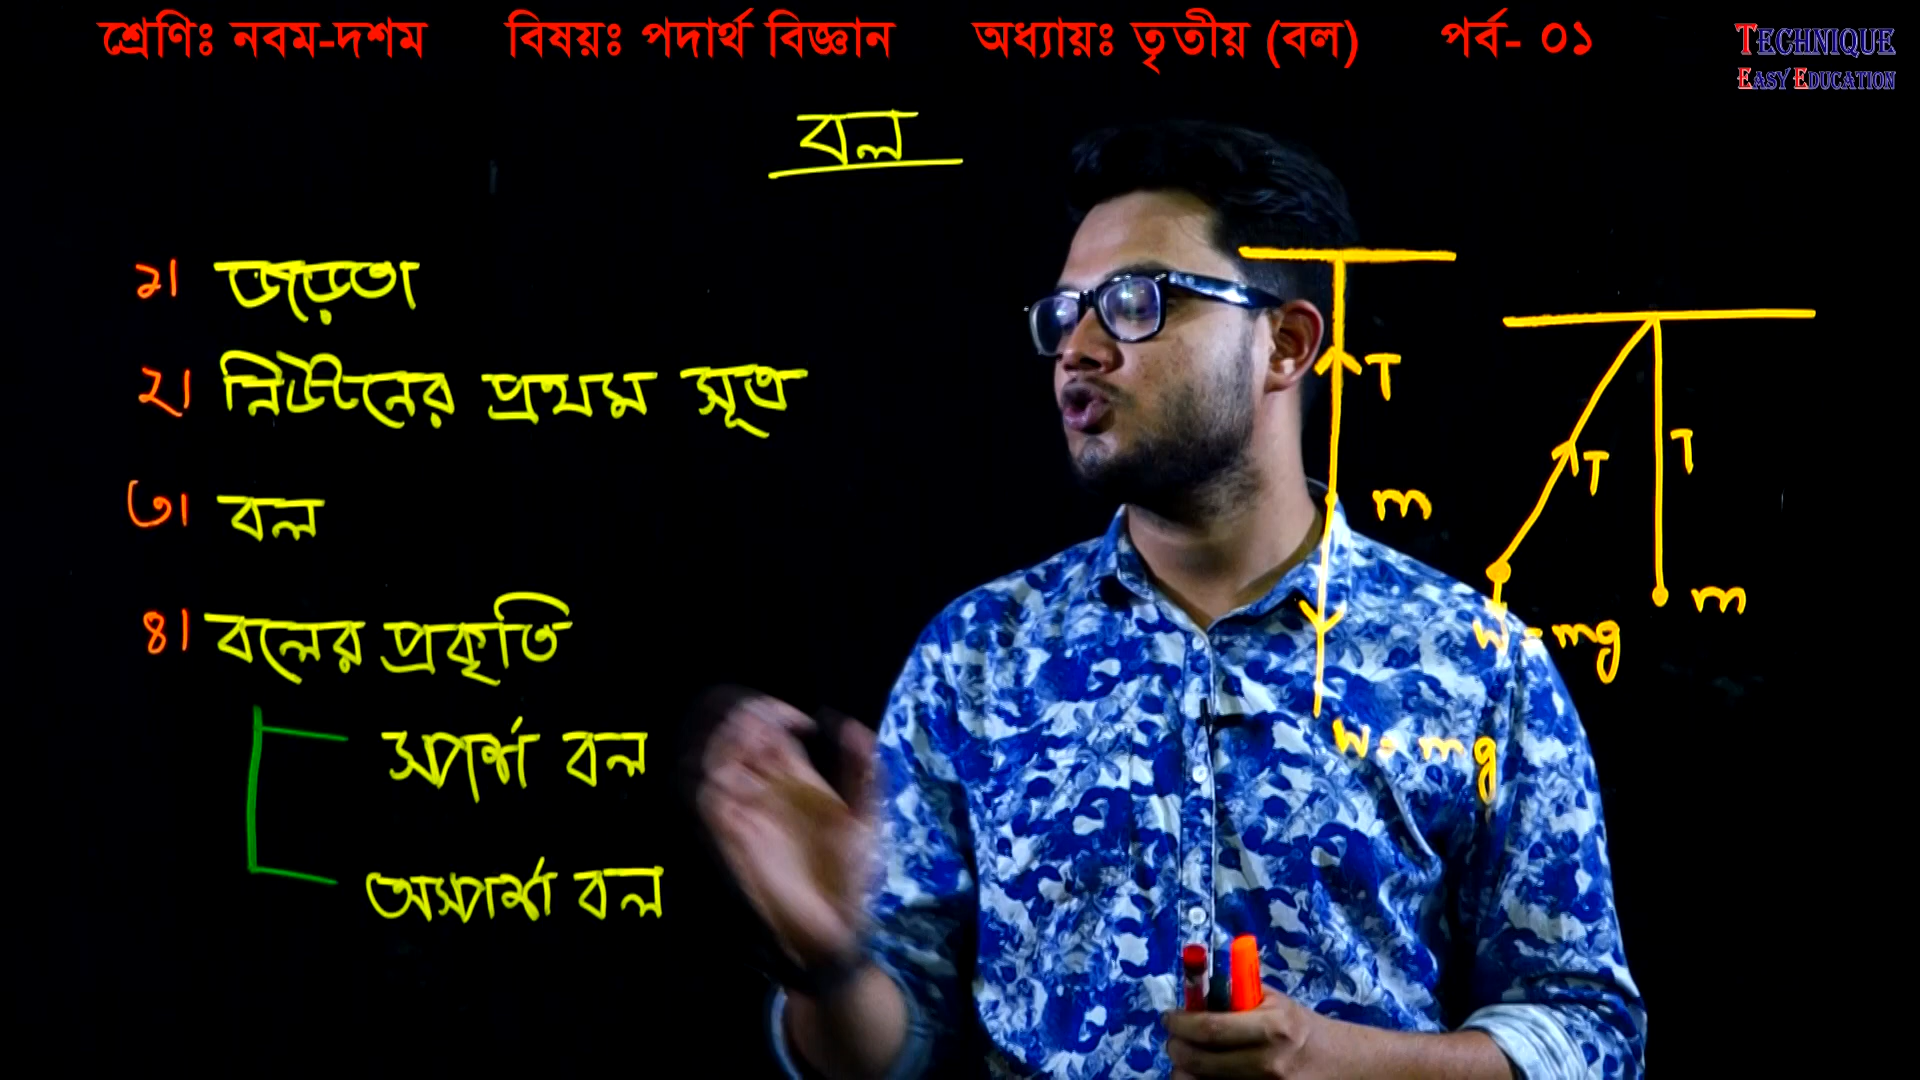 শ্রেণিঃ নবম-দশম বিষয়ঃ পদার্থ বিজ্ঞান অধ্যায়ঃ তৃতীয় (বল) পর্ব- ০১
TECHNIQUE
EASY EDUCATION
বল
১। জড়তা
২। নিউটনের প্রথম সূত্র
৩। বল
৪। বলের প্রকৃতি
স্পর্শ বল
অস্পর্শ বল
T
m
W = mg
T
T
m
W = mg